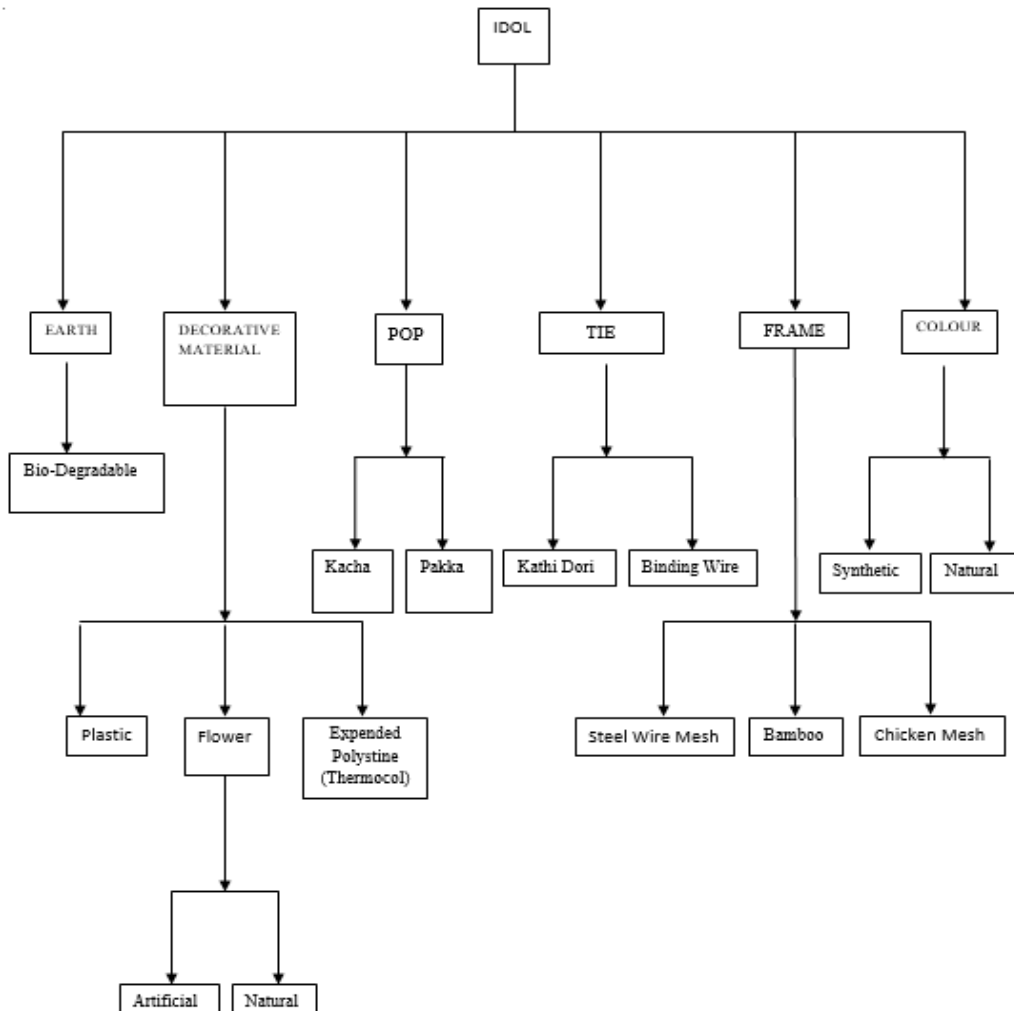 IDOL
EARTH
DECORATIVE
MATERIAL
POP
TIE
FRAME
COLOUR
Bio-Degradable
Kacha
Pakka
Kathi Dori
Binding Wire
Synthetic
Natural
Plastic
Flower
Expended
Polystine
(Thermocol)
Steel Wire Mesh
Bamboo
Chicken Mesh
Artificial
Natural